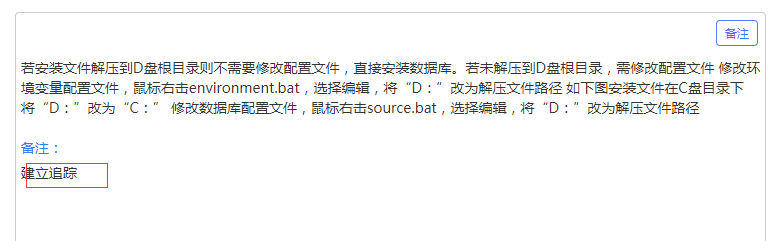 备注
若安装文件解压到D盘根目录则不需要修改配置文件，直接安装数据库。若未解压到D盘根目录，需修改配置文件 修改环
境变量配置文件，鼠标右击environment.bat，选择编辑，将“D：”改为解压文件路径 如下图安装文件在C盘目录下
将“D：”改为“C：” 修改数据库配置文件，鼠标右击source.bat，选择编辑，将“D：”改为解压文件路径
备注：
建立追踪